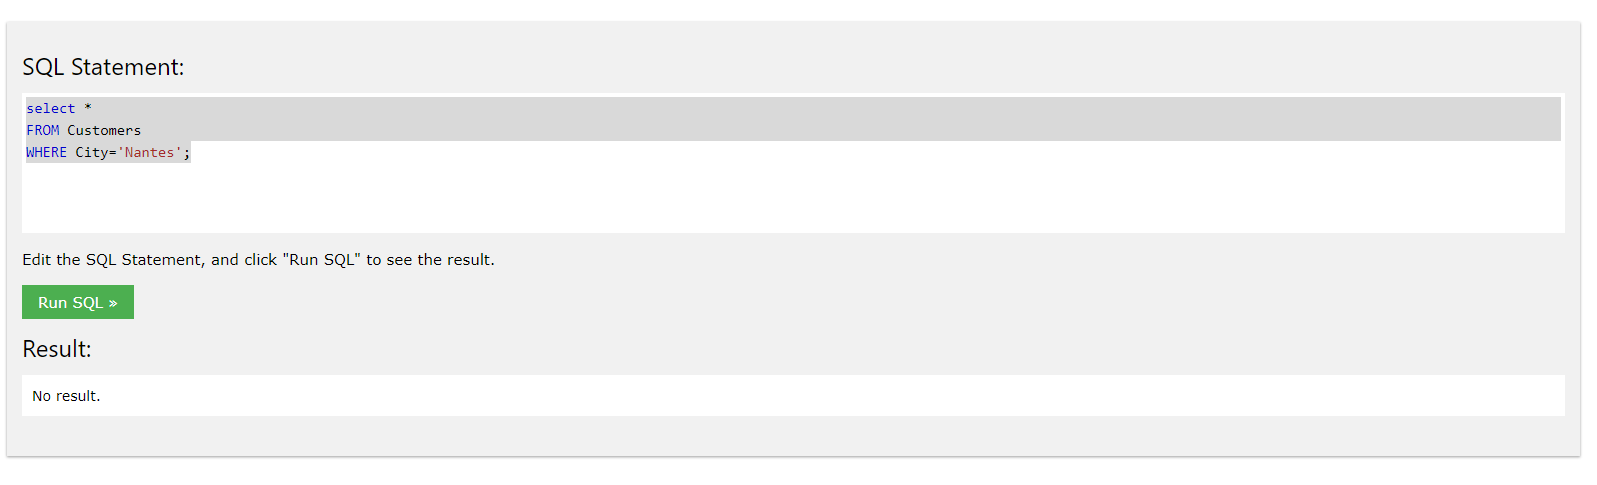 SQL Statement:
select *
FROM Customers
WHERE City='Nantes';
Edit the SQL Statement, and click "Run SQL" to see the result.
Run SQL »
Result:
No result.